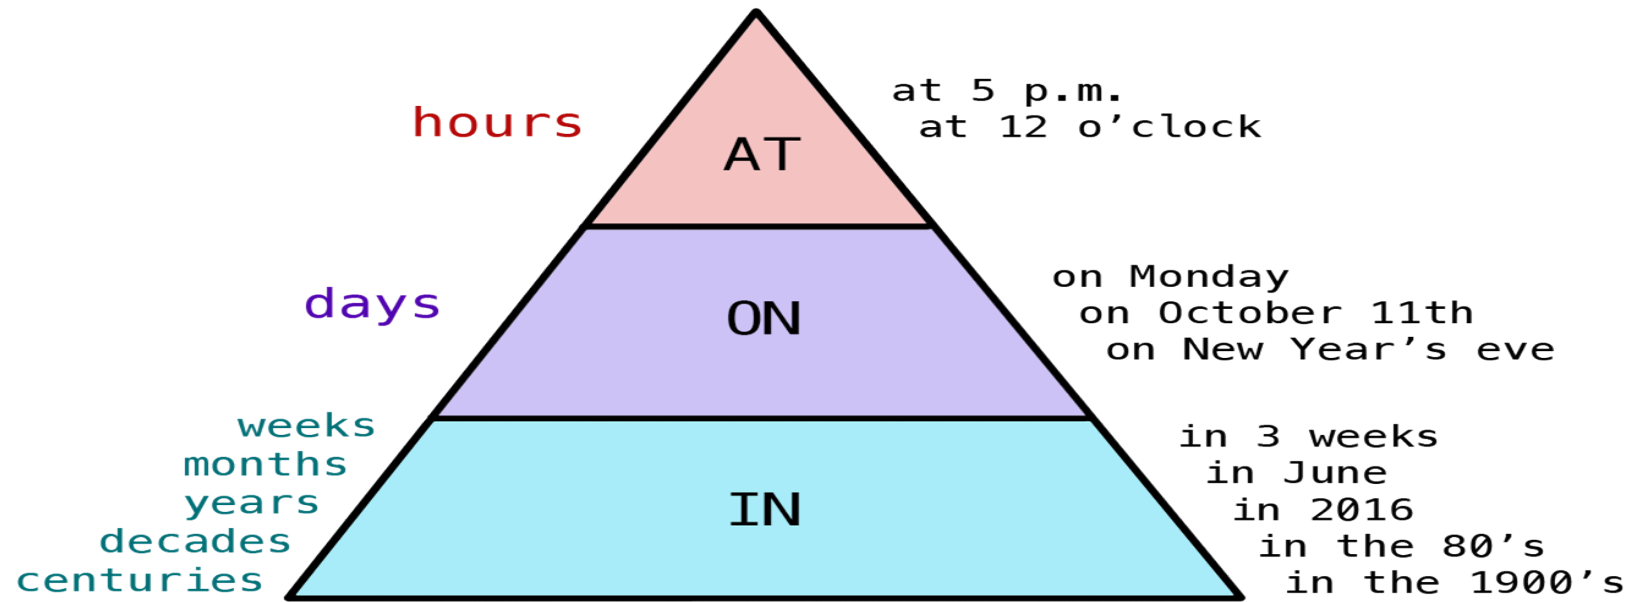 hours
AT
at 5 p.m.
at 12 o’clock
days
ON
on Monday
on October 11th
on New Year’s eve
weeks
months
years
decades
centuries
IN
in 3 weeks
in June
in 2016
in the 80’s
in the 1900’s